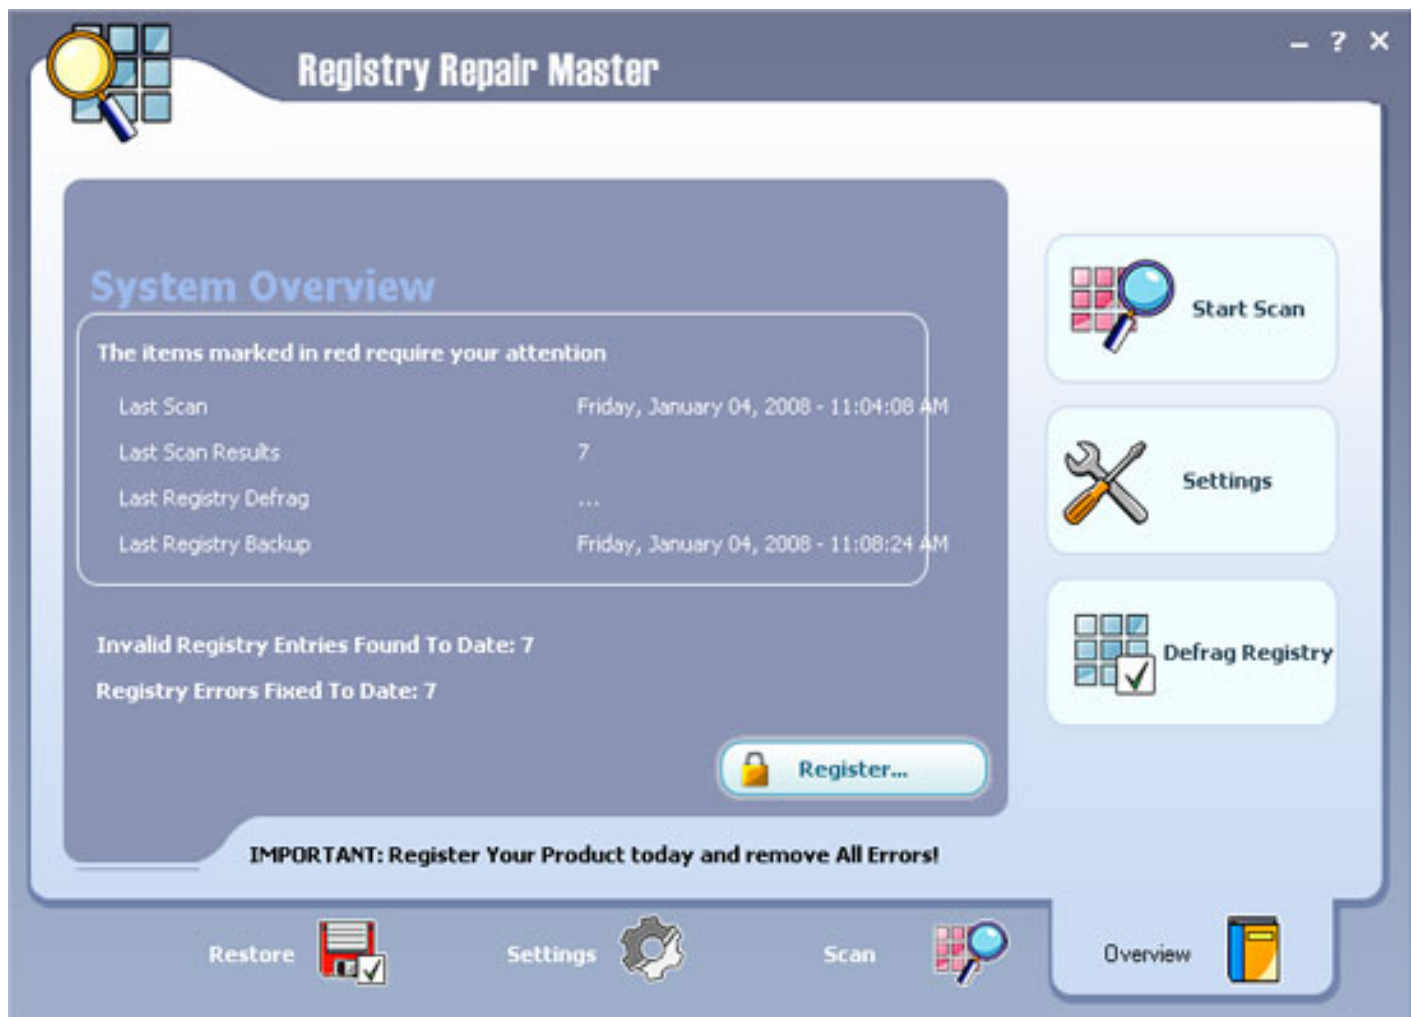 Registry Repair Master
– ? X
System Overview
The items marked in red require your attention
Last Scan Friday, January 04, 2008 - 11:04:08 AM
Last Scan Results 7
Last Registry Defrag ...
Last Registry Backup Friday, January 04, 2008 - 11:08:24 AM
Invalid Registry Entries Found To Date: 7
Registry Errors Fixed To Date: 7
Register...
IMPORTANT: Register Your Product today and remove All Errors!
Start Scan
Settings
Defrag Registry
Restore Settings Scan Overview